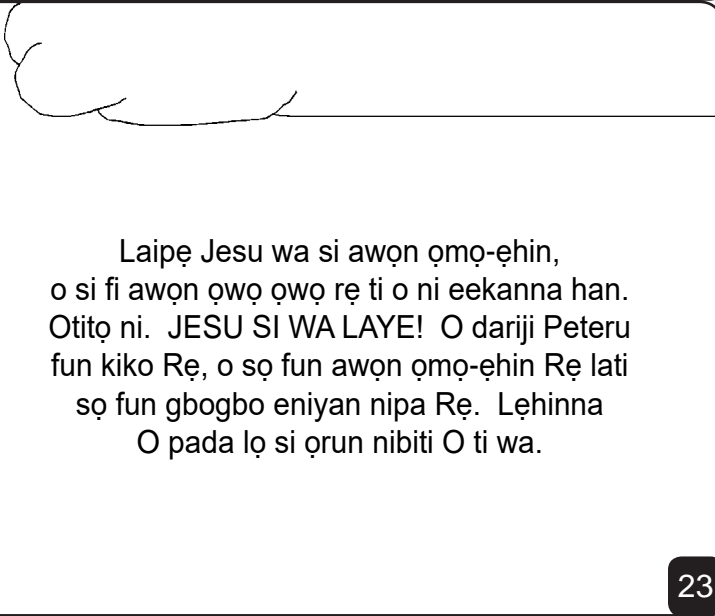 Laipẹ Jesu wa si awọn ọmọ-ẹhin,
o si fi awọn ọwọ ọwọ rẹ ti o ni eekanna han.
Otitọ ni. JESU SI WA LAYE! O dariji Peteru
fun kiko Rẹ, o sọ fun awọn ọmọ-ẹhin Rẹ lati
sọ fun gbogbo eniyan nipa Rẹ. Lẹhinna
O pada lọ si ọrun nibiti O ti wa.
23